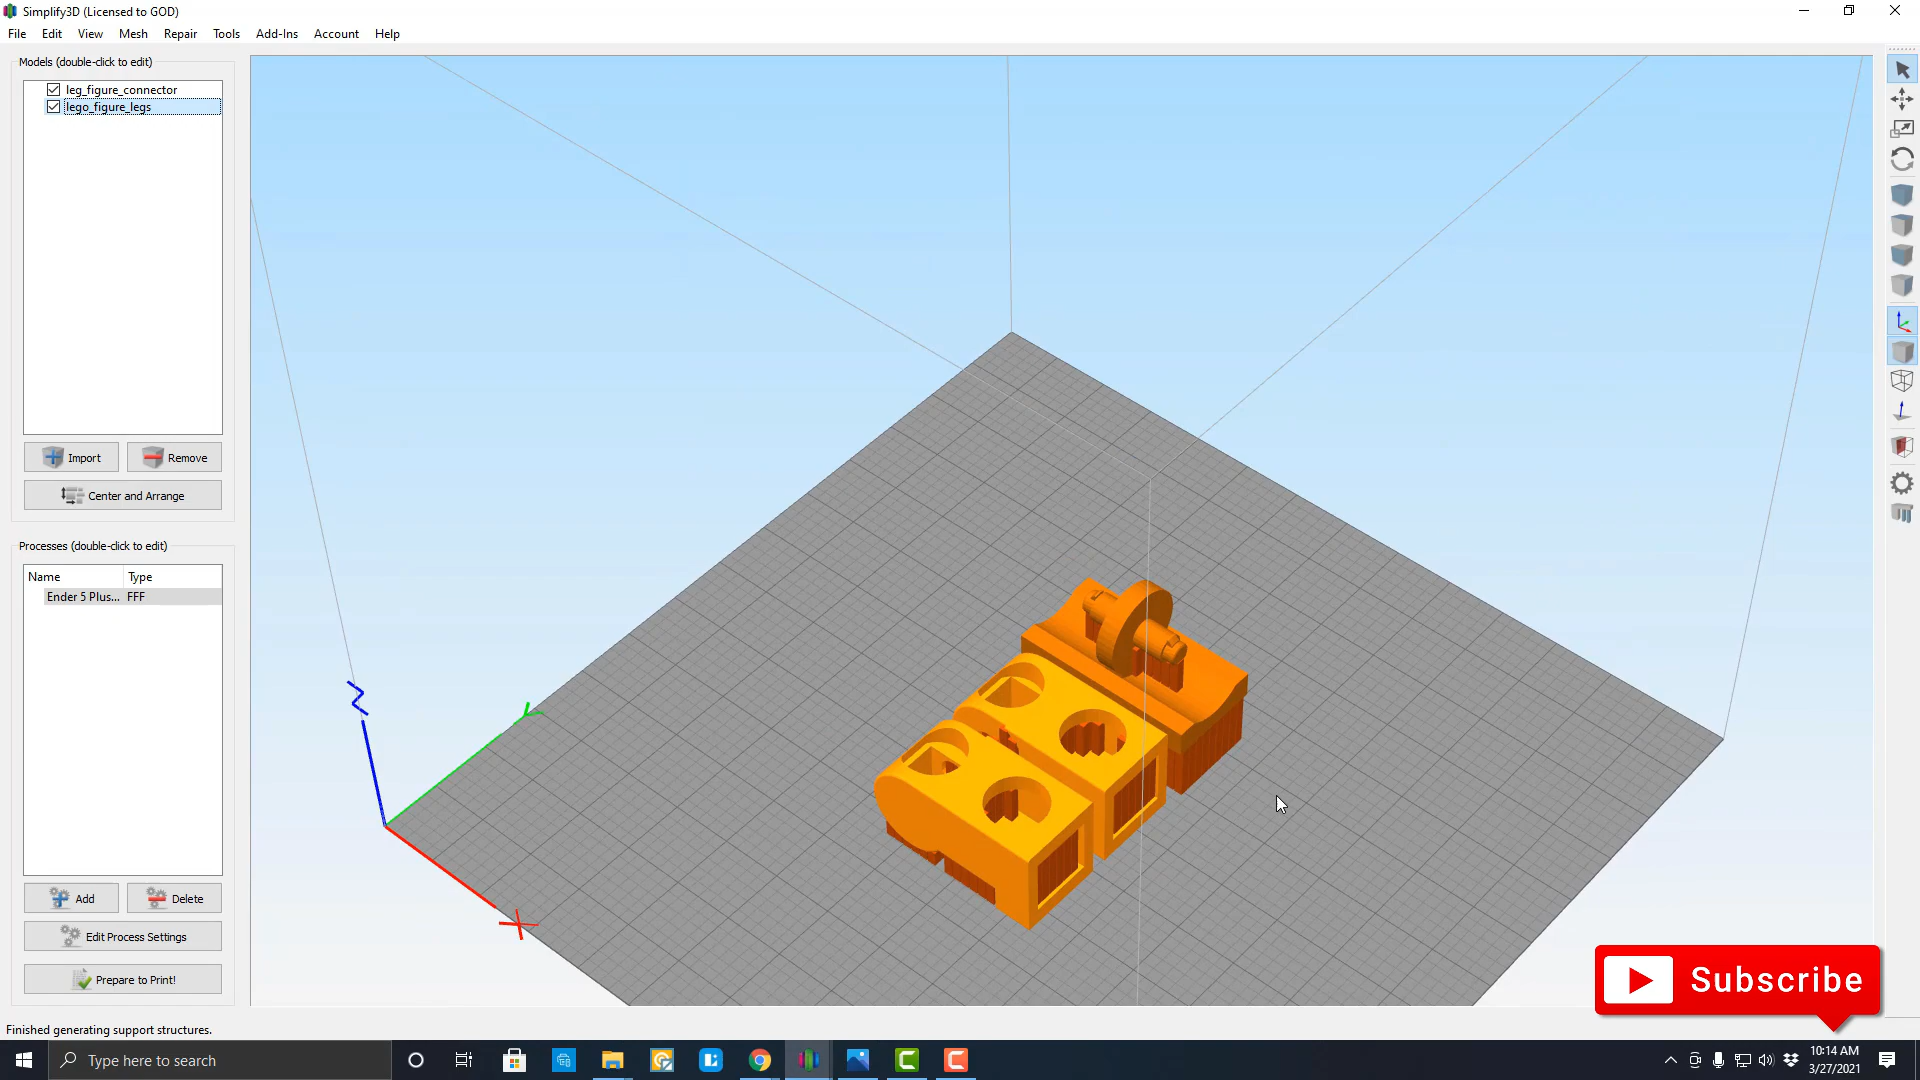 Simplify3D (Licensed to GOD)
File Edit View Mesh Repair Tools Add-Ins Account Help
Models (double-click to edit)
leg_figure_connector
lego_figure_legs
Import Remove
Center and Arrange
Processes (double-click to edit)
Name Type
Ender 5 Plus... FFF
Add Delete
Edit Process Settings
Prepare to Print!
Z
Y
X
Subscribe
Finished generating support structures.
Type here to search
10:14 AM
3/27/2021